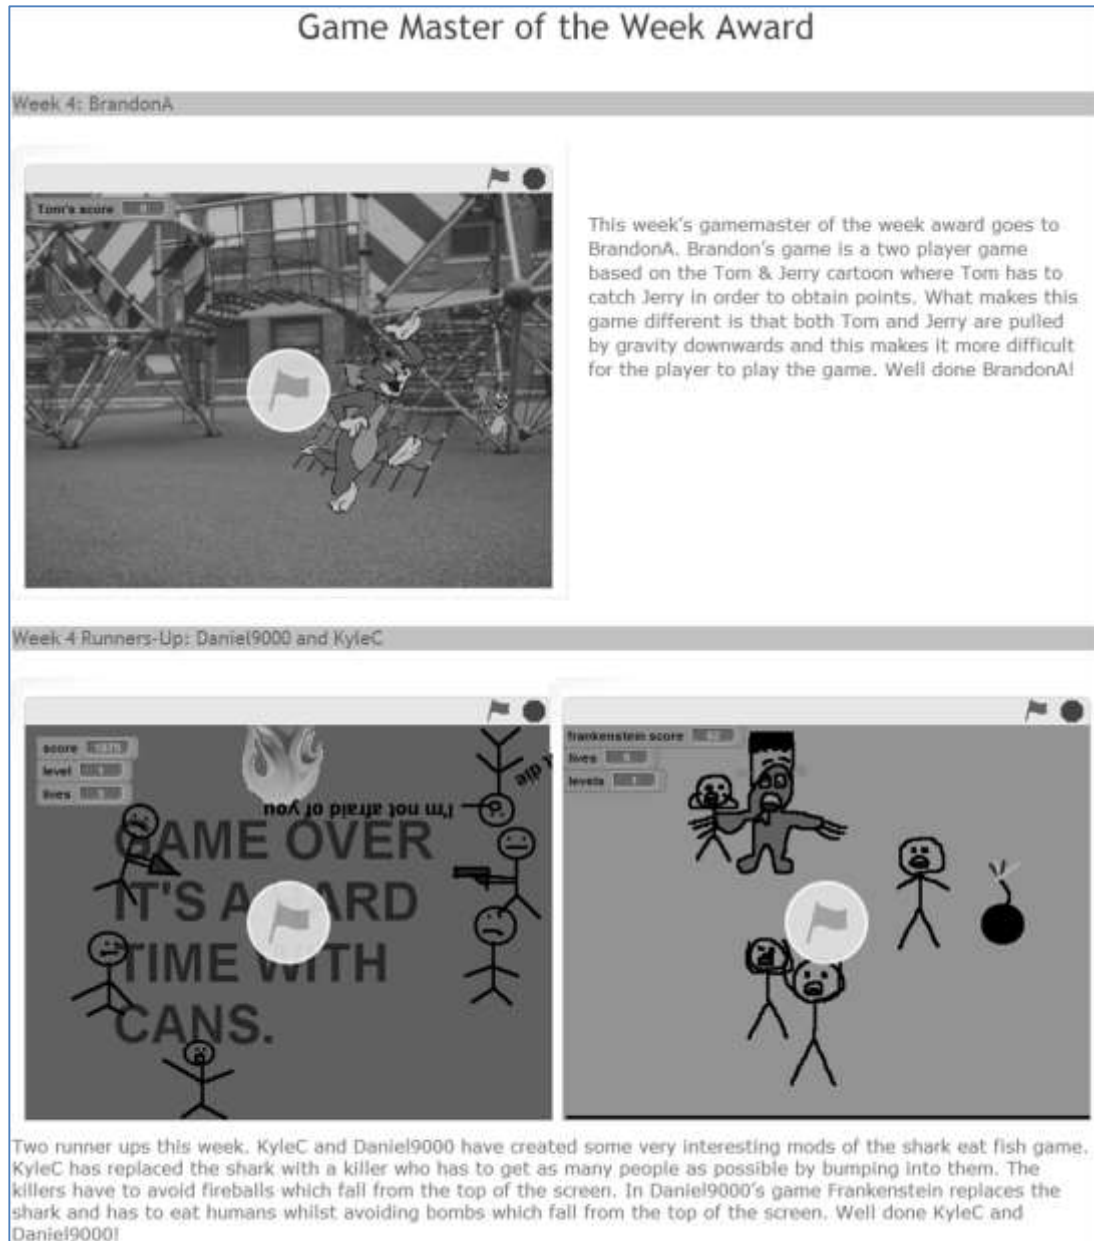 Game Master of the Week Award
Week 4: BrandonA
Tom's score
This week's gamemaster of the week award goes to
BrandonA. Brandon's game is a two player game
based on the Tom & Jerry cartoon where Tom has to
catch Jerry in order to obtain points. What makes this
game different is that both Tom and Jerry are pulled
by gravity downwards and this makes it more difficult
for the player to play the game. Well done BrandonA!
Week 4 Runners-Up: Daniel9000 and KyleC
score
level
lives
die
I'm not afraid of you
GAME OVER
IT'S A ARD
TIME WITH
CANS.
frankenstein score
lives
levels
Two runner ups this week. KyleC and Daniel9000 have created some very interesting mods of the shark eat fish game.
KyleC has replaced the shark with a killer who has to get as many people as possible by bumping into them. The
killers have to avoid fireballs which fall from the top of the screen. In Daniel9000's game Frankenstein replaces the
shark and has to eat humans whilst avoiding bombs which fall from the top of the screen. Well done KyleC and
Daniel9000!